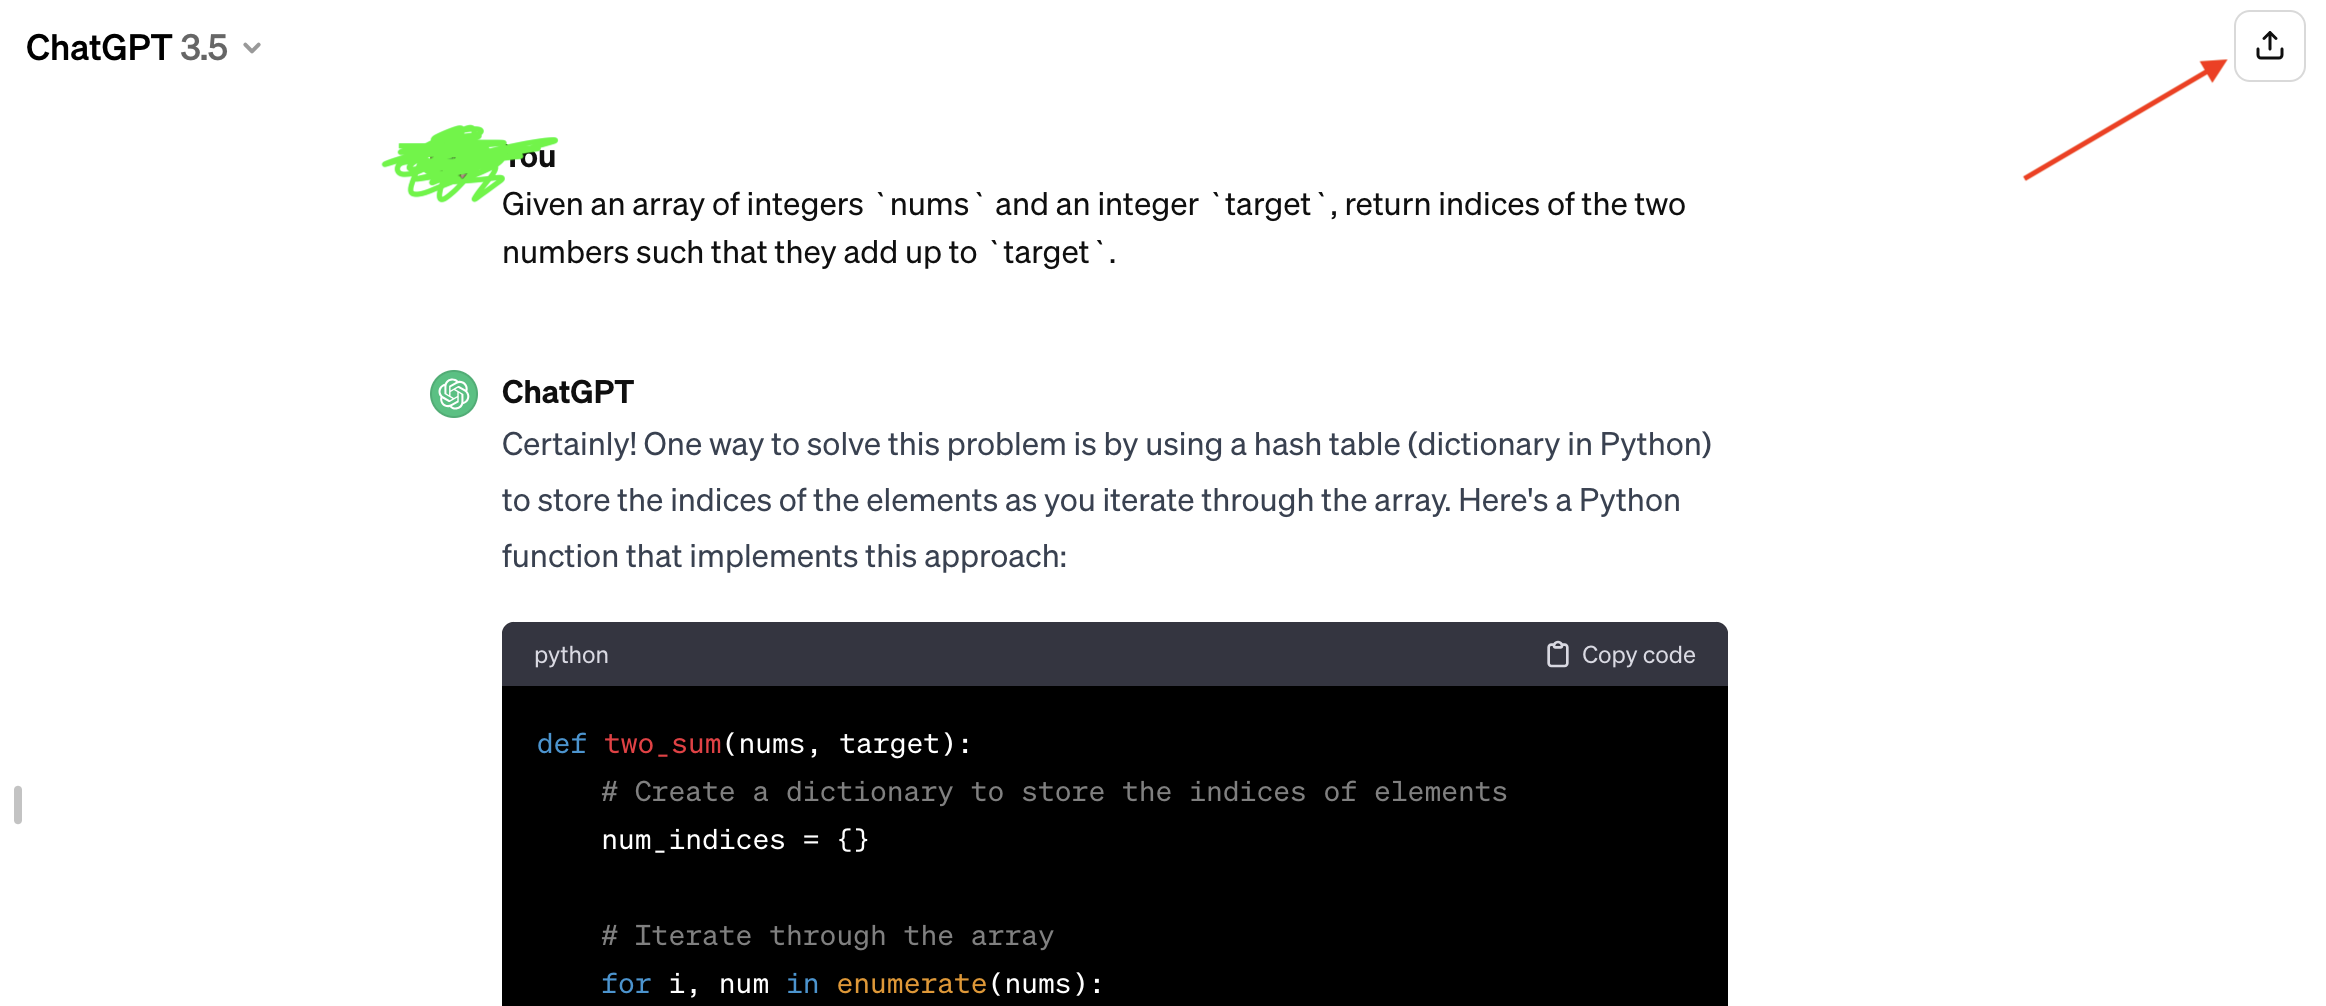 ChatGPT 3.5
You
Given an array of integers `nums` and an integer `target`, return indices of the two
numbers such that they add up to `target`.
ChatGPT
Certainly! One way to solve this problem is by using a hash table (dictionary in Python)
to store the indices of the elements as you iterate through the array. Here's a Python
function that implements this approach:
python
Copy code
def two_sum(nums, target):
    # Create a dictionary to store the indices of elements
    num_indices = {}
    # Iterate through the array
    for i, num in enumerate(nums):